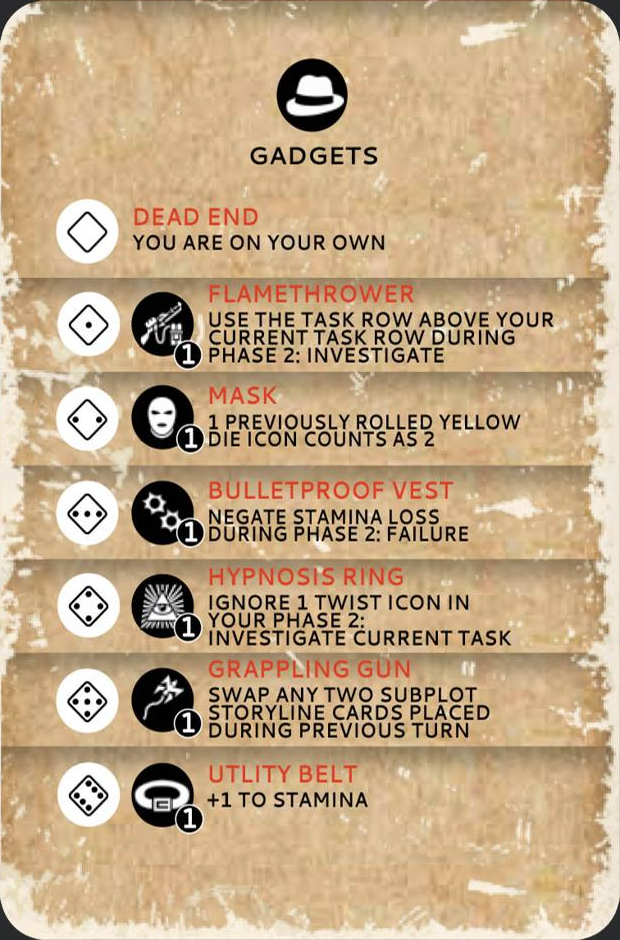 GADGETS
DEAD END
YOU ARE ON YOUR OWN
FLAMETHROWER
USE THE TASK ROW ABOVE YOUR
CURRENT TASK ROW DURING
PHASE 2: INVESTIGATE
1
MASK
1 PREVIOUSLY ROLLED YELLOW
DIE ICON COUNTS AS 2
1
BULLETPROOF VEST
NEGATE STAMINA LOSS
DURING PHASE 2: FAILURE
1
HYPNOSIS RING
IGNORE 1 TWIST ICON IN
YOUR PHASE 2:
INVESTIGATE CURRENT TASK
1
GRAPPLING GUN
SWAP ANY TWO SUBPLOT
STORYLINE CARDS PLACED
DURING PREVIOUS TURN
1
UTLITY BELT
+1 TO STAMINA
1